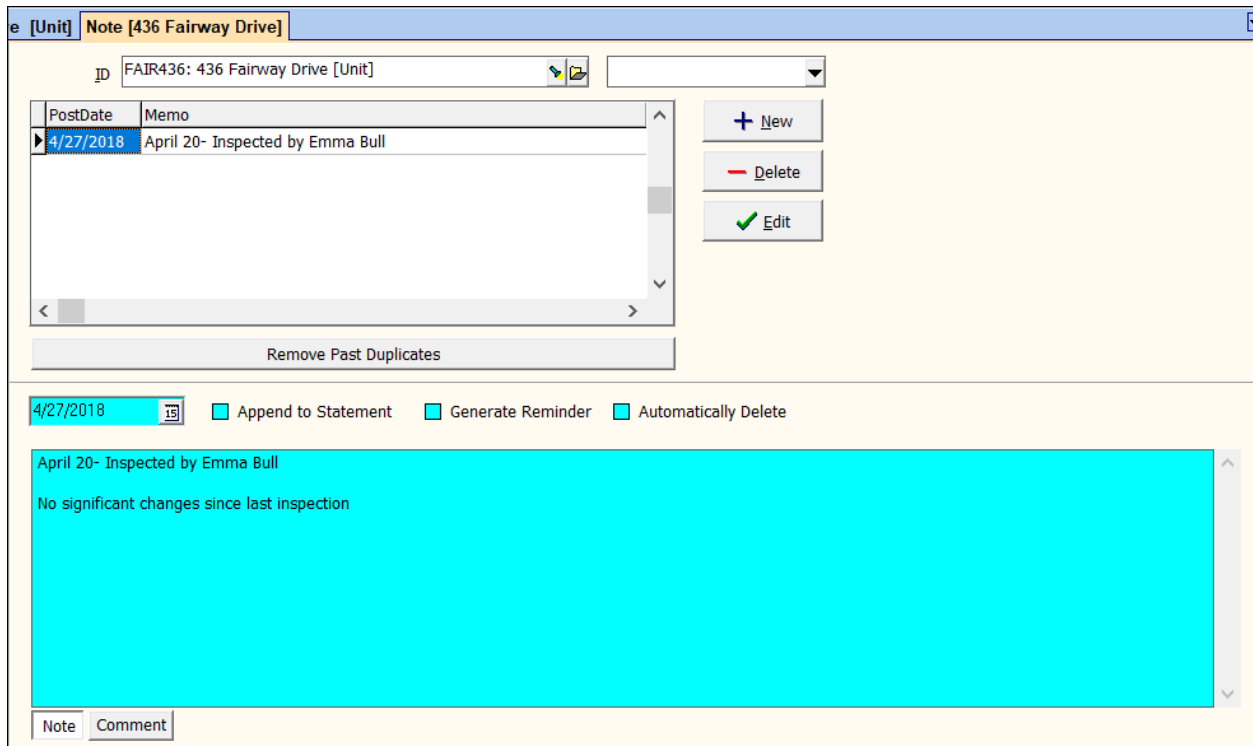 e [Unit] Note [436 Fairway Drive]
ID FAIR436: 436 Fairway Drive [Unit]
PostDate Memo
4/27/2018 April 20- Inspected by Emma Bull
New
Delete
Edit
Remove Past Duplicates
4/27/2018 15 Append to Statement Generate Reminder Automatically Delete
April 20- Inspected by Emma Bull
No significant changes since last inspection
Note Comment